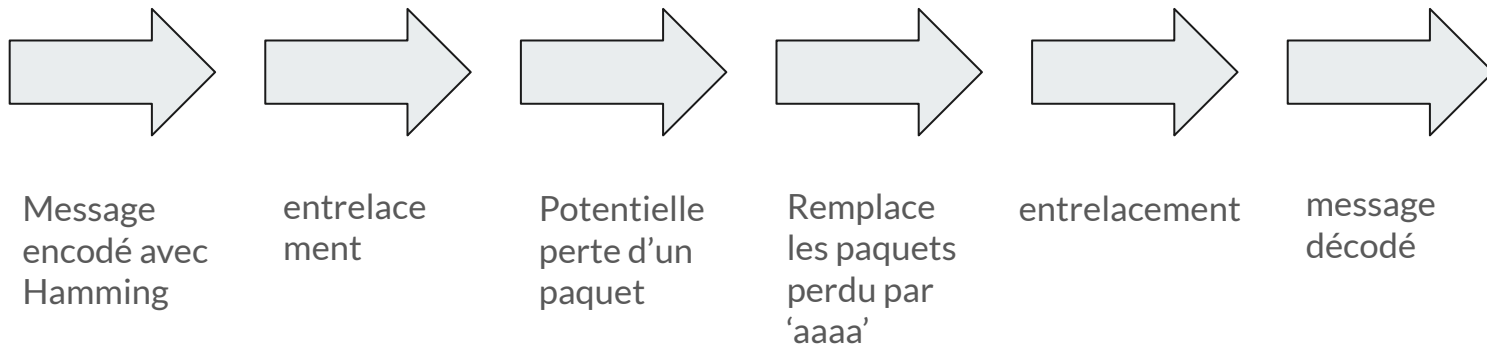 Message
encodé avec
Hamming
entrelace
ment
Potentielle
perte d’un
paquet
Remplace
les paquets
perdu par
‘aaaa’
entrelacement
message
décodé